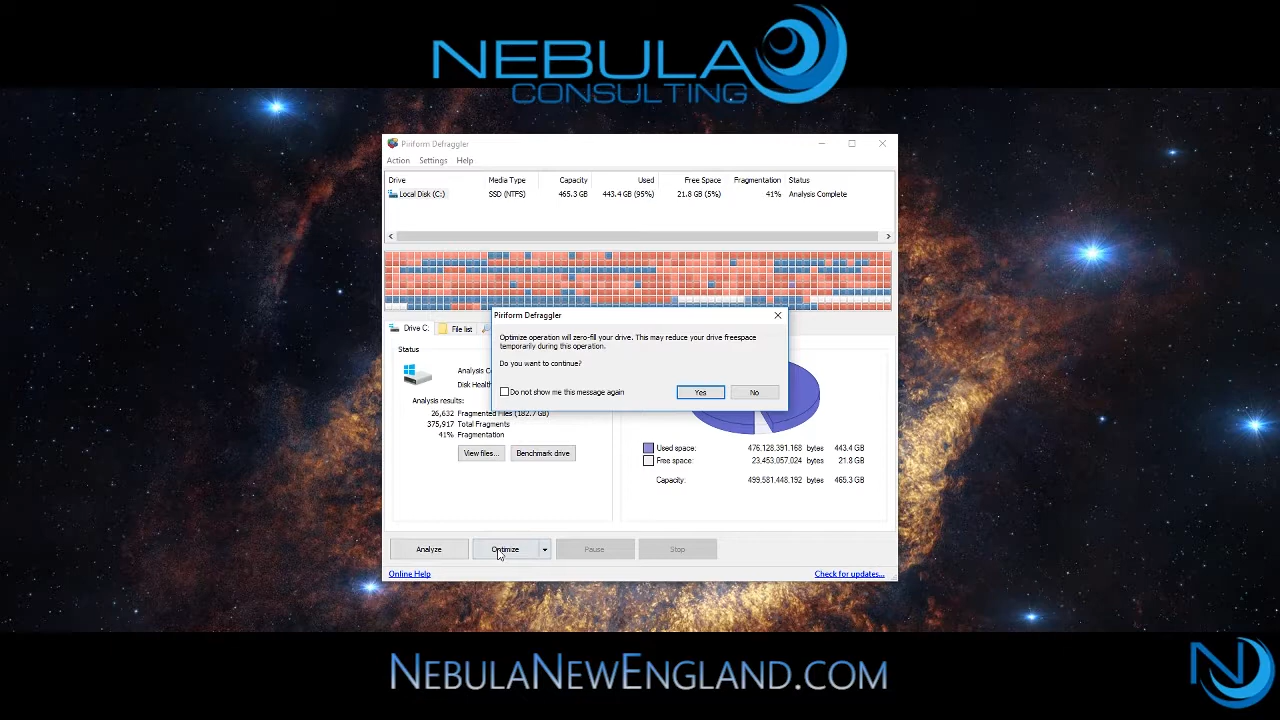 NEBULA
CONSULTING
Piriform Defraggler
Action Settings Help
Drive Media Type Capacity Used Free Space Fragmentation Status
Local Disk (C:) SSD (NTFS) 465.3 GB 443.4 GB (95%) 21.8 GB (5%) 41% Analysis Complete
Drive C: File list
Piriform Defraggler
Optimize operation will zero-fill your drive. This may reduce your drive freespace
temporarily during this operation.
Do you want to continue?
Do not show me this message again Yes No
Status
Analysis C
Disk Healt
Analysis results:
26,632 Fragmented Files (182.7 GB)
375,917 Total Fragments
41% Fragmentation
View files... Benchmark drive
Used space: 476,128,391,168 bytes 443.4 GB
Free space: 23,453,057,024 bytes 21.8 GB
Capacity: 499,581,448,192 bytes 465.3 GB
Analyze Optimize Pause Stop
Online Help Check for updates...
NEBULANEWENGLAND.COM
N